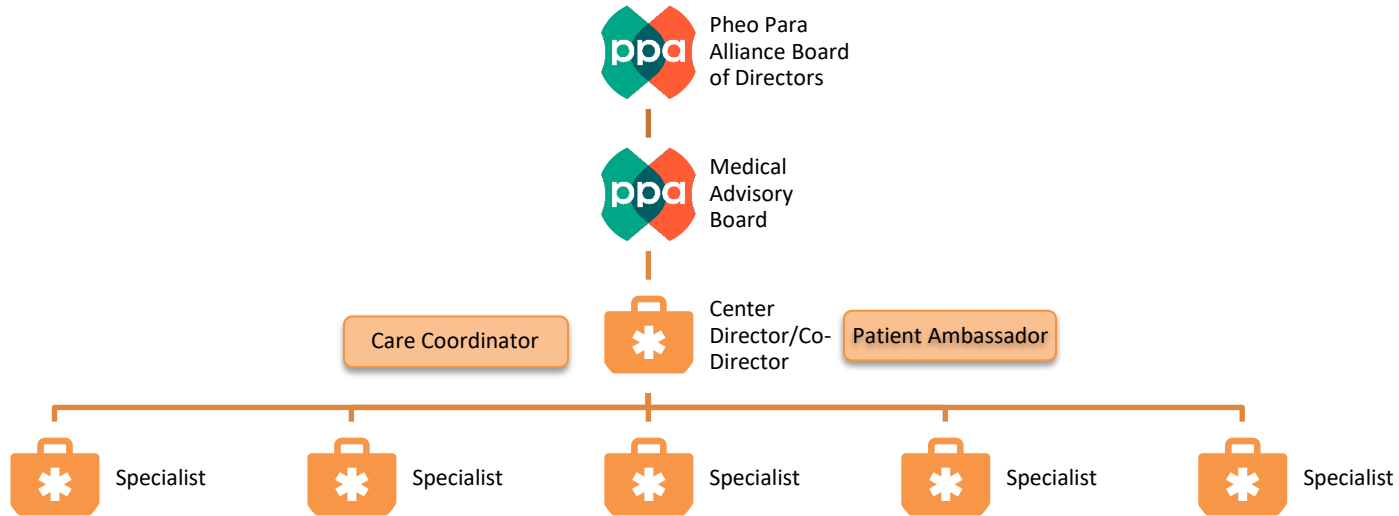 ppa
Pheo Para
Alliance Board
of Directors
ppa
Medical
Advisory
Board
Care Coordinator
Center
Director/Co-
Director
Patient Ambassador
Specialist
Specialist
Specialist
Specialist
Specialist